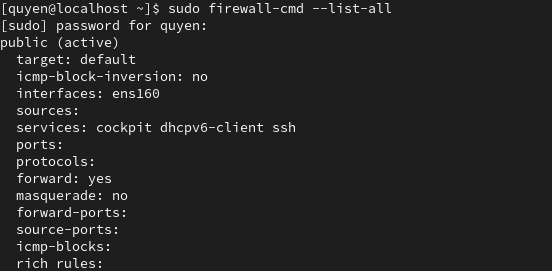 [quyen@localhost ~]$ sudo firewall-cmd --list-all
[sudo] password for quyen:
public (active)
  target: default
  icmp-block-inversion: no
  interfaces: ens160
  sources:
  services: cockpit dhcpv6-client ssh
  ports:
  protocols:
  forward: yes
  masquerade: no
  forward-ports:
  source-ports:
  icmp-blocks:
  rich rules: